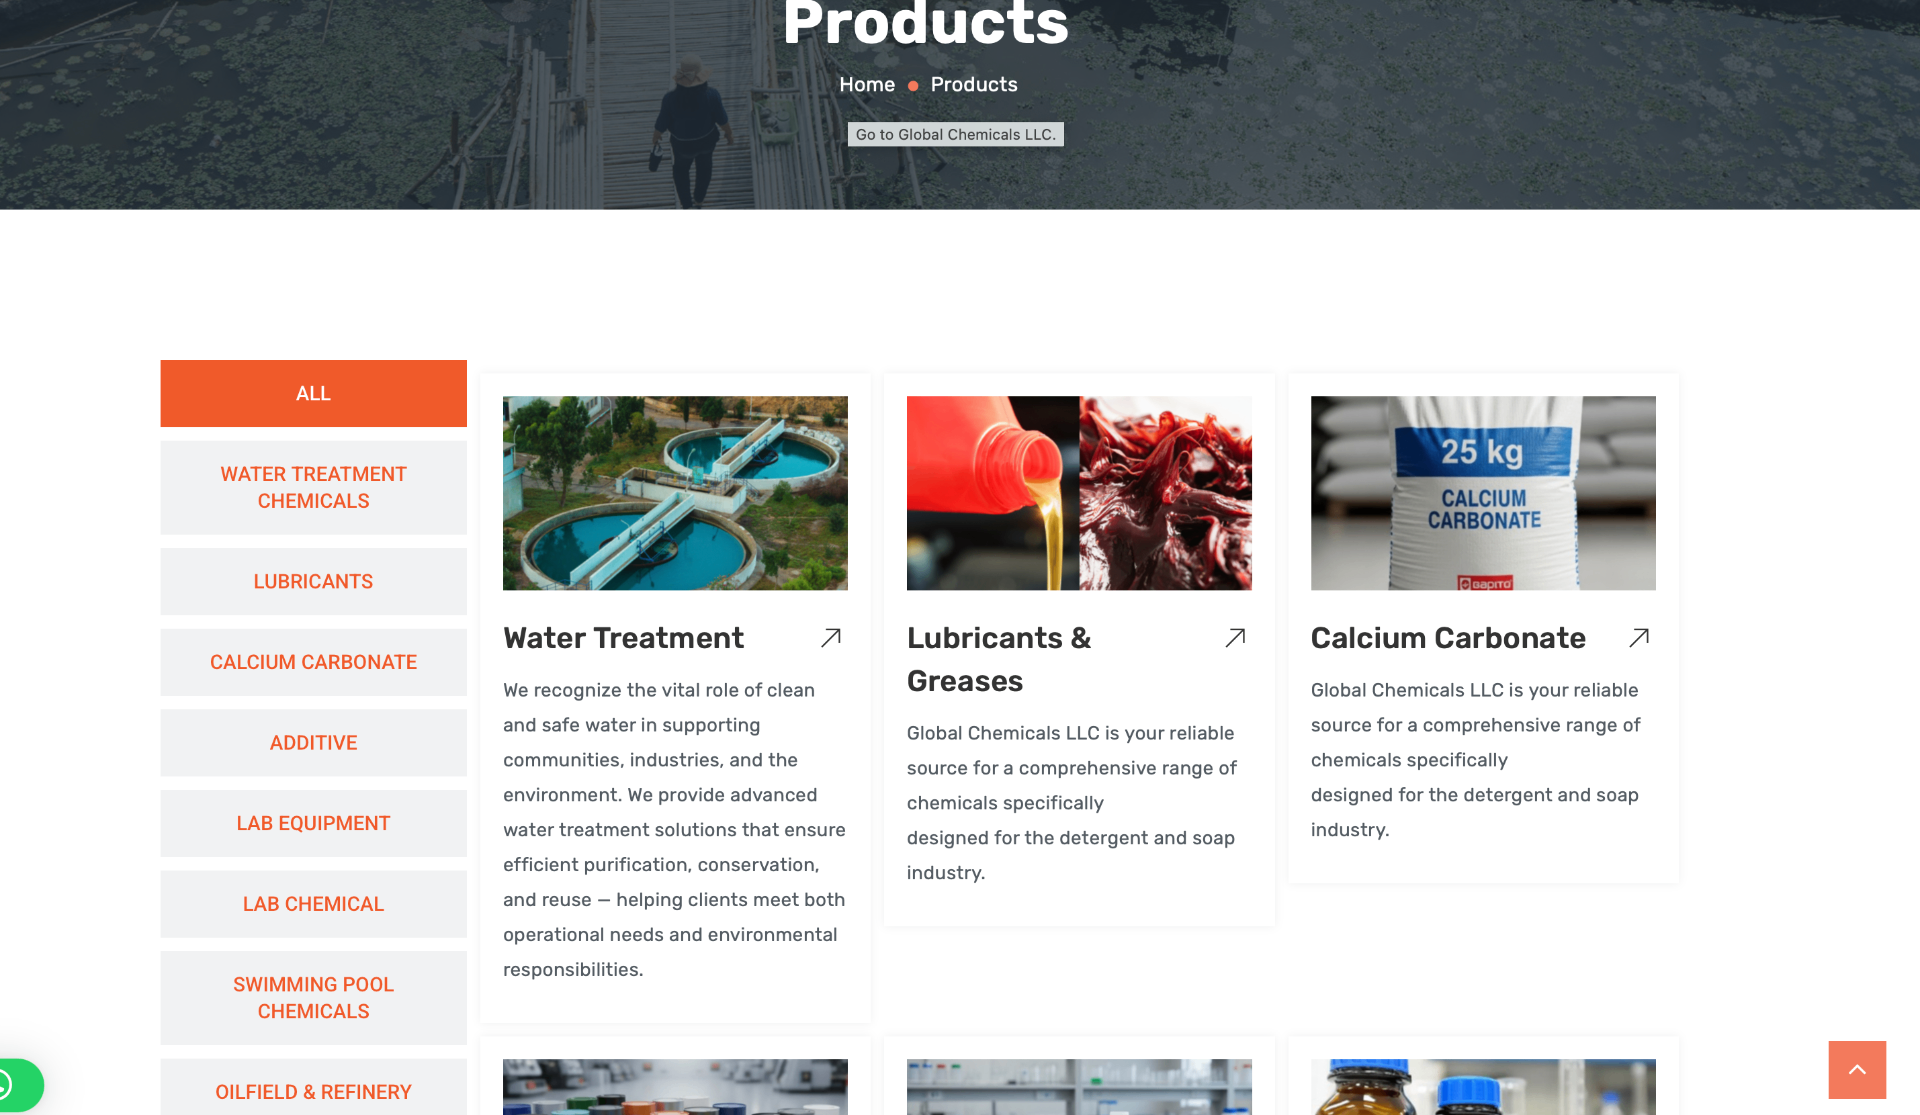 Products
Home Products
Go to Global Chemicals LLC.
ALL
WATER TREATMENT
CHEMICALS
LUBRICANTS
CALCIUM CARBONATE
ADDITIVE
LAB EQUIPMENT
LAB CHEMICAL
SWIMMING POOL
CHEMICALS
OILFIELD & REFINERY
Water Treatment
We recognize the vital role of clean
and safe water in supporting
communities, industries, and the
environment. We provide advanced
water treatment solutions that ensure
efficient purification, conservation,
and reuse — helping clients meet both
operational needs and environmental
responsibilities.
Lubricants &
Greases
Global Chemicals LLC is your reliable
source for a comprehensive range of
chemicals specifically
designed for the detergent and soap
industry.
25 kg
CALCIUM
CARBONATE
BAPITO
Calcium Carbonate
Global Chemicals LLC is your reliable
source for a comprehensive range of
chemicals specifically
designed for the detergent and soap
industry.